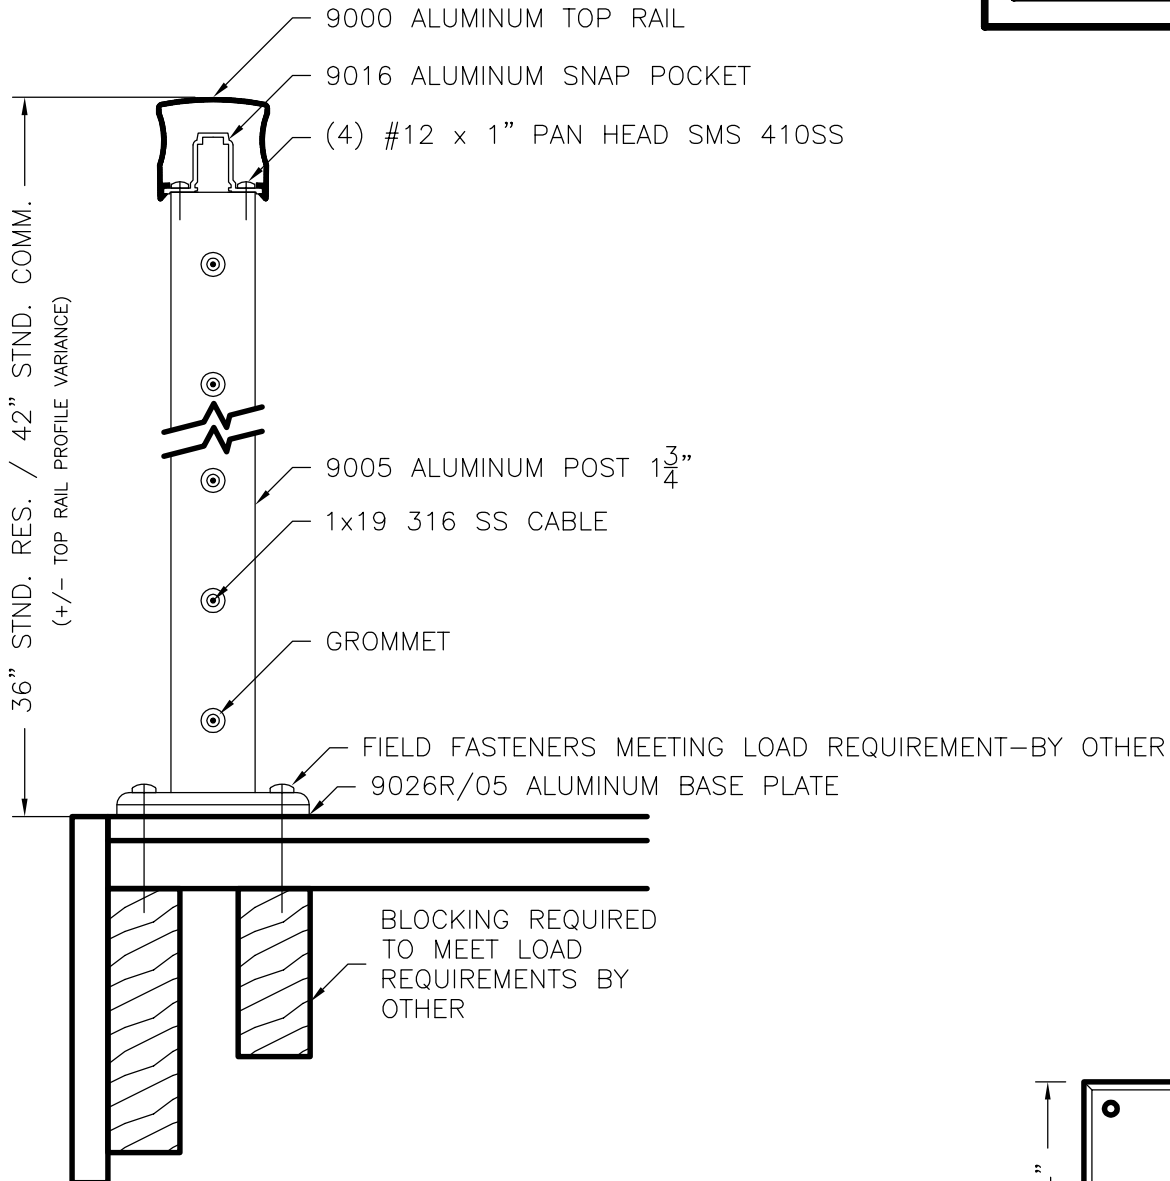 9000 ALUMINUM TOP RAIL
9016 ALUMINUM SNAP POCKET
(4) #12 x 1” PAN HEAD SMS 410SS
36” STND. RES. / 42” STND. COMM.
(+/- TOP RAIL PROFILE VARIANCE)
9005 ALUMINUM POST 1 3/4”
1x19 316 SS CABLE
GROMMET
FIELD FASTENERS MEETING LOAD REQUIREMENT-BY OTHER
9026R/05 ALUMINUM BASE PLATE
BLOCKING REQUIRED
TO MEET LOAD
REQUIREMENTS BY
OTHER